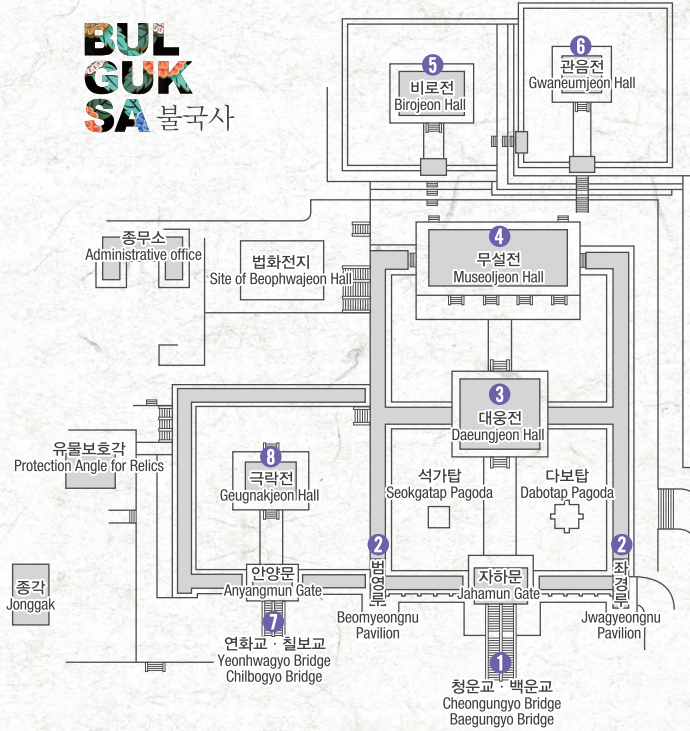 BUL
GUK
SA 불국사
6
관음전
Gwaneumjeon Hall
5
비로전
Birojeon Hall
4
무설전
Museoljeon Hall
종무소
Administrative office
법화전지
Site of Beophwajeon Hall
3
대웅전
Daeungjeon Hall
유물보호각
Protection Angle for Relics
8
극락전
Geugnakjeon Hall
석가탑
Seokgatap Pagoda
다보탑
Dabotap Pagoda
2
범영루
Beomyeongnu
Pavilion
2
좌경루
Jwagyeongnu
Pavilion
안양문
Anyangmun Gate
자하문
Jahamun Gate
종각
Jonggak
7
연화교 · 칠보교
Yeonhwagyo Bridge
Chilbogyo Bridge
1
청운교 · 백운교
Cheongungyo Bridge
Baegungyo Bridge